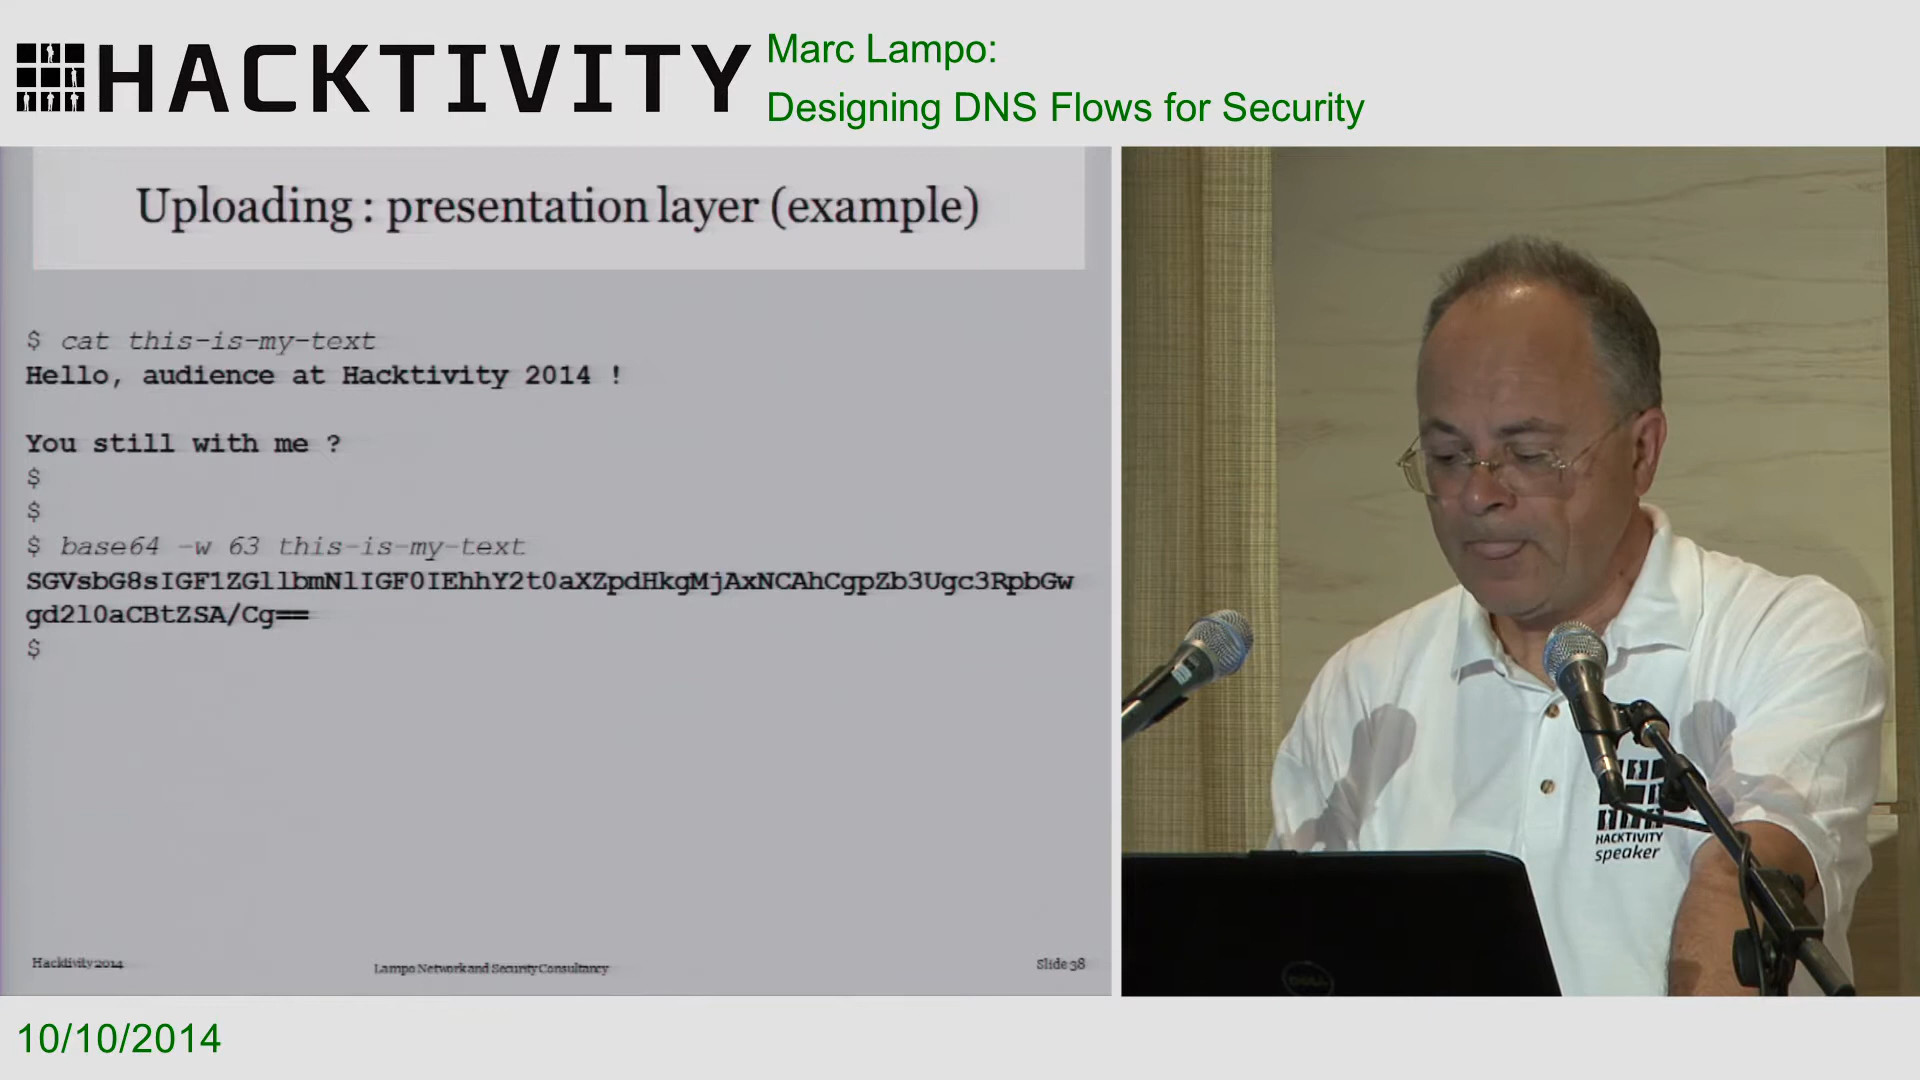 HACKTIVITY
Marc Lampo:
Designing DNS Flows for Security
Uploading : presentation layer (example)
$ cat this-is-my-text
Hello, audience at Hacktivity 2014 !
You still with me ?
$
$
$ base64 -w 63 this-is-my-text
SGVsbG8sIGF1ZGllbmNlIGF0IEhhY2t0aXZpdHkgMjAxNCAhCgpZb3Ugc3RpbGw
gd2l0aCBtZSA/Cg==
$
Hacktivity 2014
Lampo Network and Security Consultancy
Slide 38
HACKTIVITY
speaker
DELL
10/10/2014